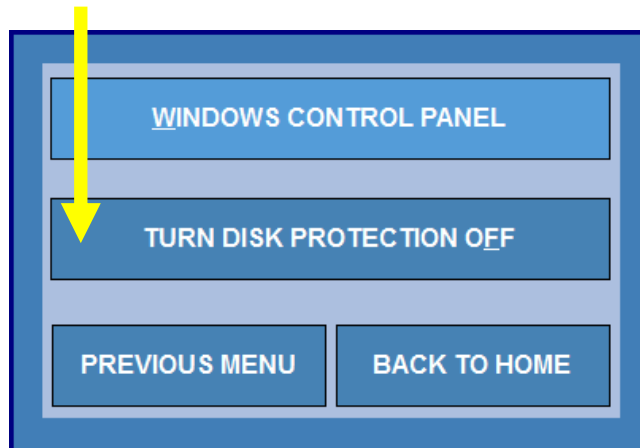 WINDOWS CONTROL PANEL
TURN DISK PROTECTION OFF
PREVIOUS MENU
BACK TO HOME